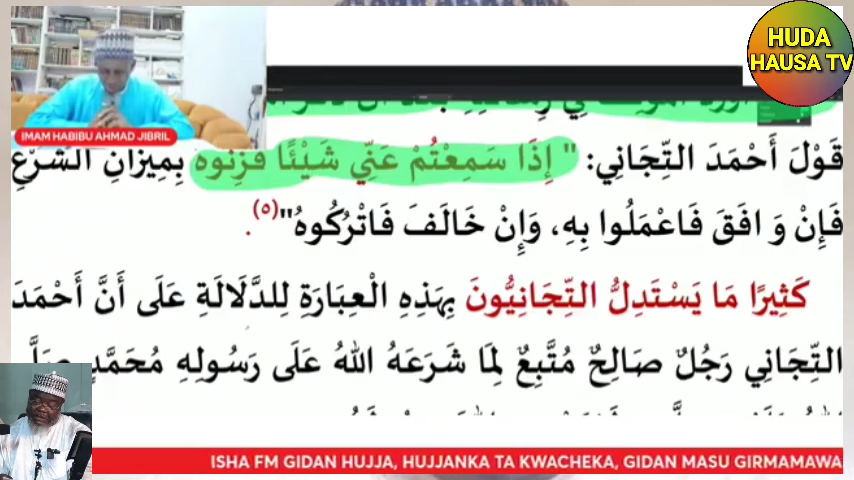 HUDA
HAUSA TV
IMAM HABIBU AHMAD JIBRIL
قَوْلَ أَحْمَدَ التِّجَانِي: " إِذَا سَمِعْتُمْ عَنِّي شَيْئًا فَزِنُوهُ بِمِيزَانِ الشَّرْعِ
فَإِنْ وَ افَقَ فَاعْمَلُوا بِهِ، وَإِنْ خَالَفَ فَاتْرُكُوهُ"(٥).
كَثِيرًا مَا يَسْتَدِلُّ التِّجَانِيُّونَ بِهَذِهِ الْعِبَارَةِ لِلدَّلَالَةِ عَلَى أَنَّ أَحْمَدَ
التِّجَانِي رَجُلٌ صَالِحٌ مُتَّبِعٌ لِمَا شَرَعَهُ اللهُ عَلَى رَسُولِهِ مُحَمَّدٍ صَلَّى
ISHA FM GIDAN HUJJA, HUJJANKA TA KWACHEKA, GIDAN MASU GIRMAMAWA